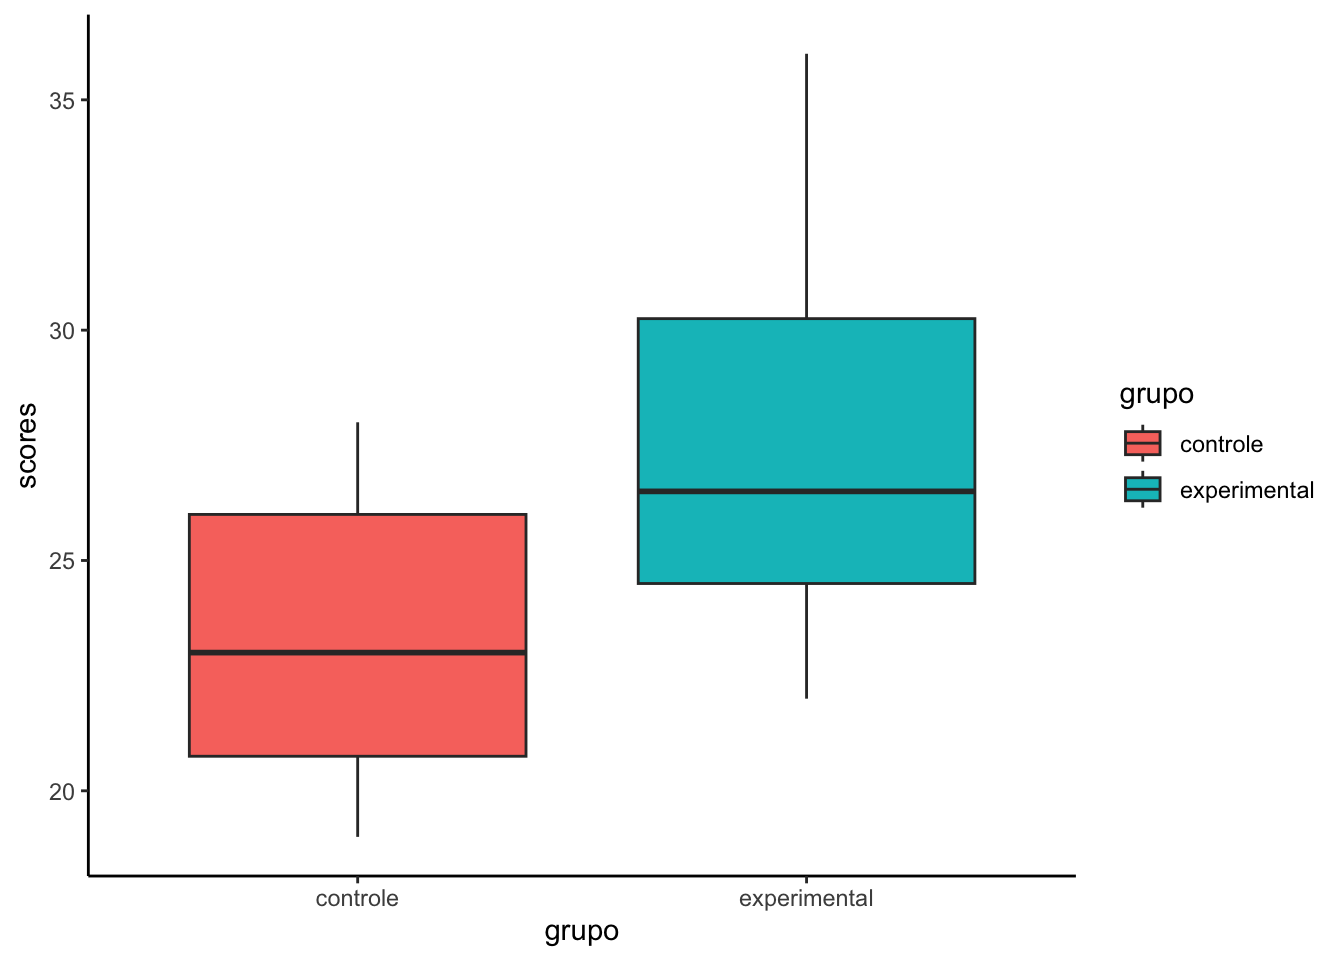 35
30
25
20
scores
controle
experimental
grupo
grupo
controle
experimental